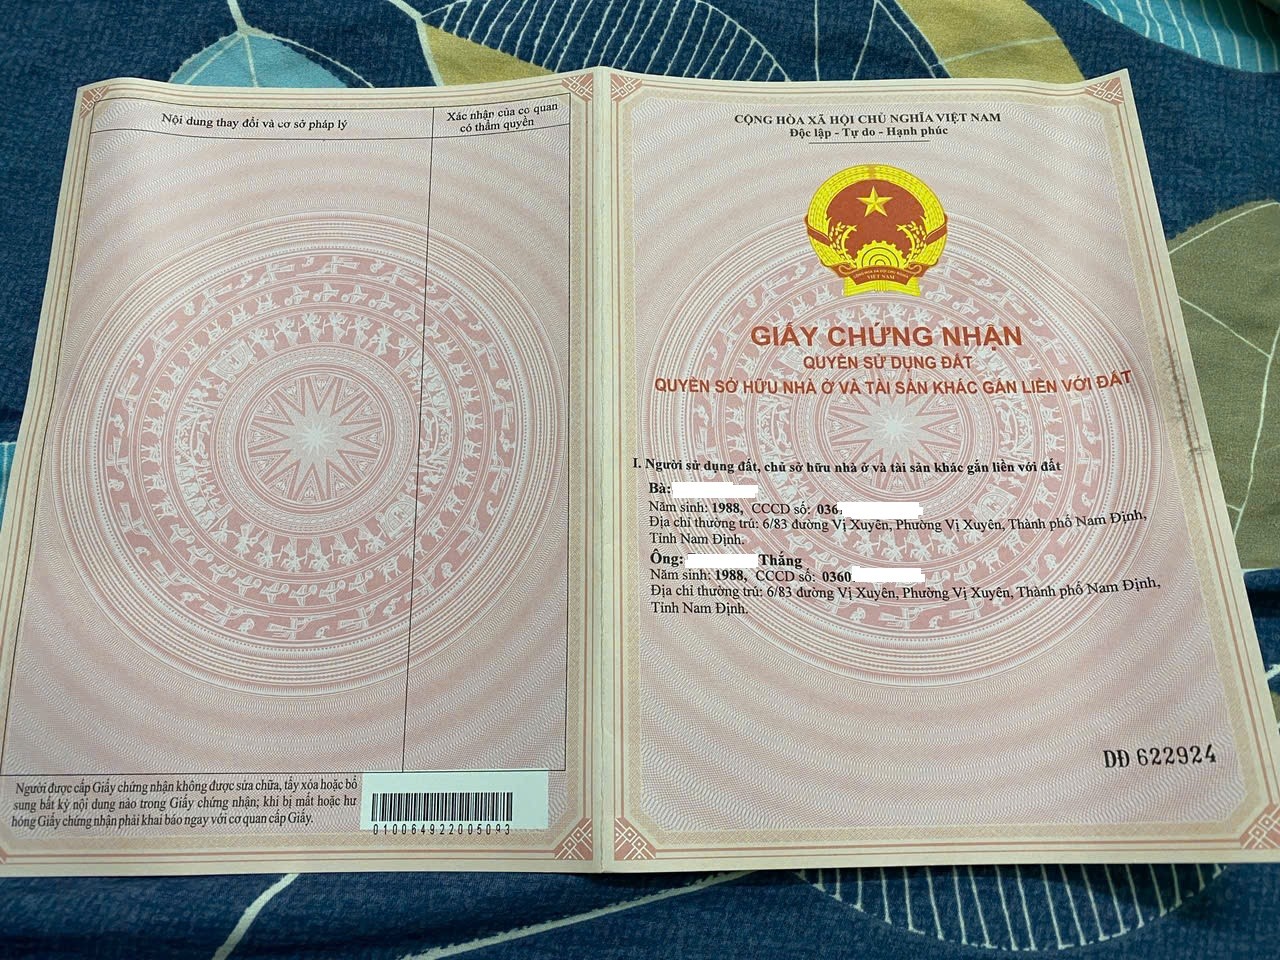 Nội dung thay đổi và cơ sở pháp lý
Xác nhận của cơ quan
có thẩm quyền
Người được cấp Giấy chứng nhận không được sửa chữa, tẩy xóa hoặc bổ
sung bất kỳ nội dung nào trong Giấy chứng nhận; khi bị mất hoặc hư
hỏng Giấy chứng nhận phải khai báo ngay với cơ quan cấp Giấy.
010064922005093
CỘNG HÒA XÃ HỘI CHỦ NGHĨA VIỆT NAM
Độc lập - Tự do - Hạnh phúc
CỘNG HÒA XÃ HỘI CHỦ NGHĨA
VIỆT NAM
GIẤY CHỨNG NHẬN
QUYỀN SỬ DỤNG ĐẤT
QUYỀN SỞ HỮU NHÀ Ở VÀ TÀI SẢN KHÁC GẮN LIỀN VỚI ĐẤT
I. Người sử dụng đất, chủ sở hữu nhà ở và tài sản khác gắn liền với đất
Bà:
Năm sinh: 1988, CCCD số: 036
Địa chỉ thường trú: 6/83 đường Vị Xuyên, Phường Vị Xuyên, Thành phố Nam Định,
Tỉnh Nam Định.
Ông: Thắng
Năm sinh: 1988, CCCD số: 0360
Địa chỉ thường trú: 6/83 đường Vị Xuyên, Phường Vị Xuyên, Thành phố Nam Định,
Tỉnh Nam Định.
DĐ 622924